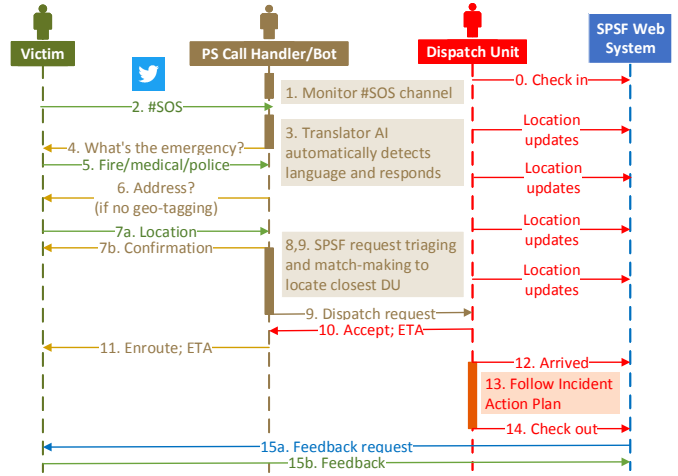 Victim
PS Call Handler/Bot
Dispatch Unit
SPSF Web
System
0. Check in
1. Monitor #SOS channel
2. #SOS
3. Translator AI
automatically detects
language and responds
Location
updates
4. What's the emergency?
5. Fire/medical/police
Location
updates
6. Address?
(if no geo-tagging)
7a. Location
Location
updates
7b. Confirmation
8,9. SPSF request triaging
and match-making to
locate closest DU
Location
updates
9. Dispatch request
10. Accept; ETA
11. Enroute; ETA
12. Arrived
13. Follow Incident
Action Plan
14. Check out
15a. Feedback request
15b. Feedback